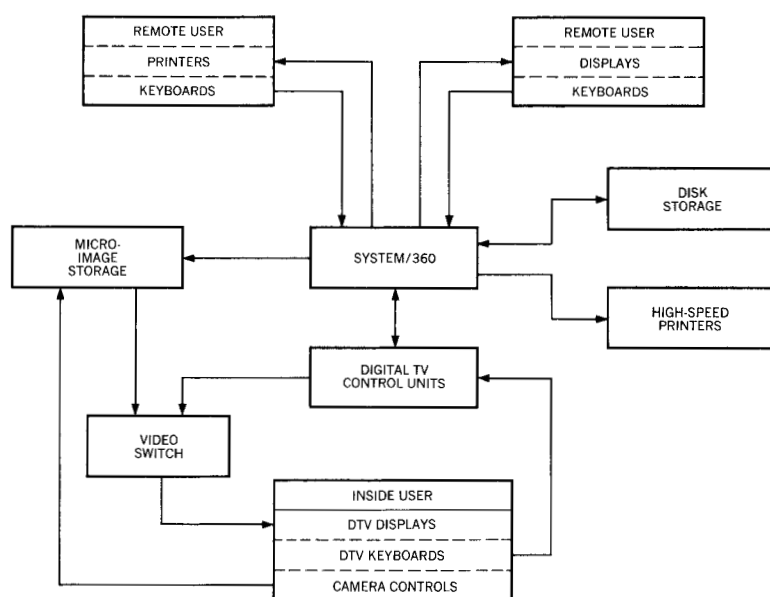 REMOTE USER
PRINTERS
KEYBOARDS
REMOTE USER
DISPLAYS
KEYBOARDS
DISK
STORAGE
MICRO-
IMAGE
STORAGE
SYSTEM/360
HIGH-SPEED
PRINTERS
DIGITAL TV
CONTROL UNITS
VIDEO
SWITCH
INSIDE USER
DTV DISPLAYS
DTV KEYBOARDS
CAMERA CONTROLS